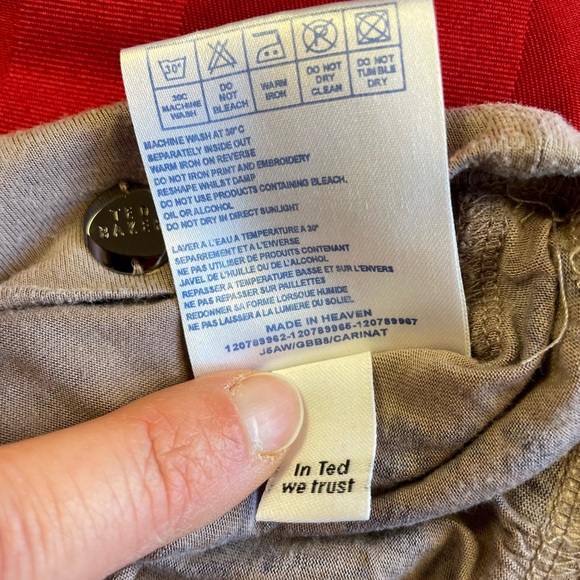 30°
30C
MACHINE
WASH
DO
NOT
BLEACH
WARM
IRON
DO NOT
DRY
CLEAN
DO NOT
TUMBLE
DRY
MACHINE WASH AT 30°C
SEPARATELY INSIDE OUT
WARM IRON ON REVERSE
DO NOT IRON PRINT AND EMBROIDERY
RESHAPE WHILST DAMP
DO NOT USE PRODUCTS CONTAINING BLEACH,
OIL OR ALCOHOL
DO NOT DRY IN DIRECT SUNLIGHT
LAVER A L'EAU A TEMPERATURE A 30°
SEPARREMENT ET A L'ENVERSE
NE PAS UTILISER DE PRODUITS CONTENANT
JAVEL DE L'HUILE OU DE L'ALCOOL
REPASSER A TEMPERATURE BASSE ET SUR L'ENVERS
NE PAS REPASSER SUR PAILLETTES
REDONNER SA FORME LORSQUE HUMIDE
NE PAS LAISSER A LA LUMIERE DU SOLEIL
MADE IN HEAVEN
120789962-120789965-120789967
J5AW/GBB8/CARINAT
TED
BAKER
In Ted
we trust